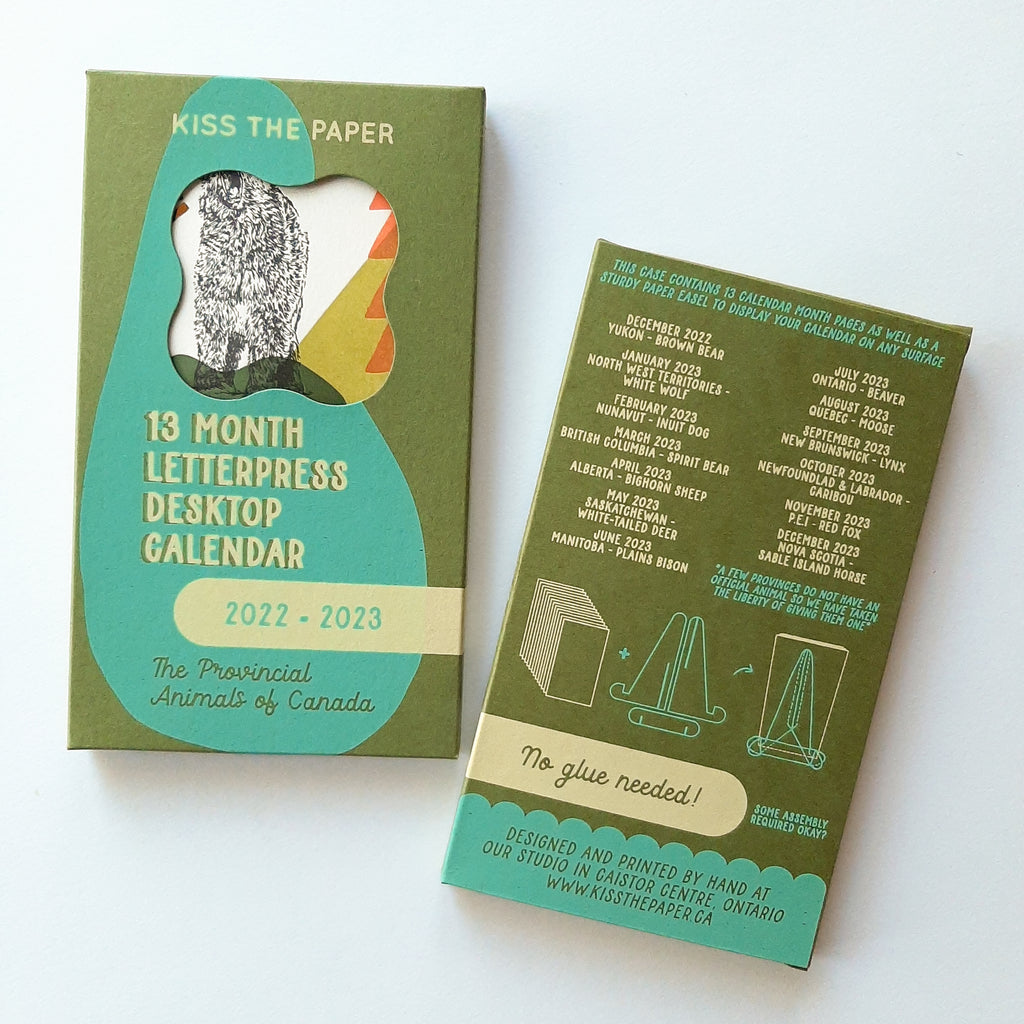 KISS THE PAPER
13 MONTH
LETTERPRESS
DESKTOP
CALENDAR
2022 - 2023
The Provincial
Animals of Canada
THIS CASE CONTAINS 13 CALENDAR MONTH PAGES AS WELL AS A
STURDY PAPER EASEL TO DISPLAY YOUR CALENDAR ON ANY SURFACE
DECEMBER 2022
YUKON - BROWN BEAR
JANUARY 2023
NORTH WEST TERRITORIES -
WHITE WOLF
FEBRUARY 2023
NUNAVUT - INUIT DOG
MARCH 2023
BRITISH COLUMBIA - SPIRIT BEAR
APRIL 2023
ALBERTA - BIGHORN SHEEP
MAY 2023
SASKATCHEWAN -
WHITE-TAILED DEER
JUNE 2023
MANITOBA - PLAINS BISON
JULY 2023
ONTARIO - BEAVER
AUGUST 2023
QUEBEC - MOOSE
SEPTEMBER 2023
NEW BRUNSWICK - LYNX
OCTOBER 2023
NEWFOUNDLAD & LABRADOR -
CARIBOU
NOVEMBER 2023
P.E.I - RED FOX
DECEMBER 2023
NOVA SCOTIA -
SABLE ISLAND HORSE
*A FEW PROVINCES DO NOT HAVE AN
OFFICIAL ANIMAL SO WE HAVE TAKEN
THE LIBERTY OF GIVING THEM ONE*
No glue needed!
SOME ASSEMBLY
REQUIRED OKAY?
DESIGNED AND PRINTED BY HAND AT
OUR STUDIO IN CAISTOR CENTRE, ONTARIO
WWW.KISSTHEPAPER.CA